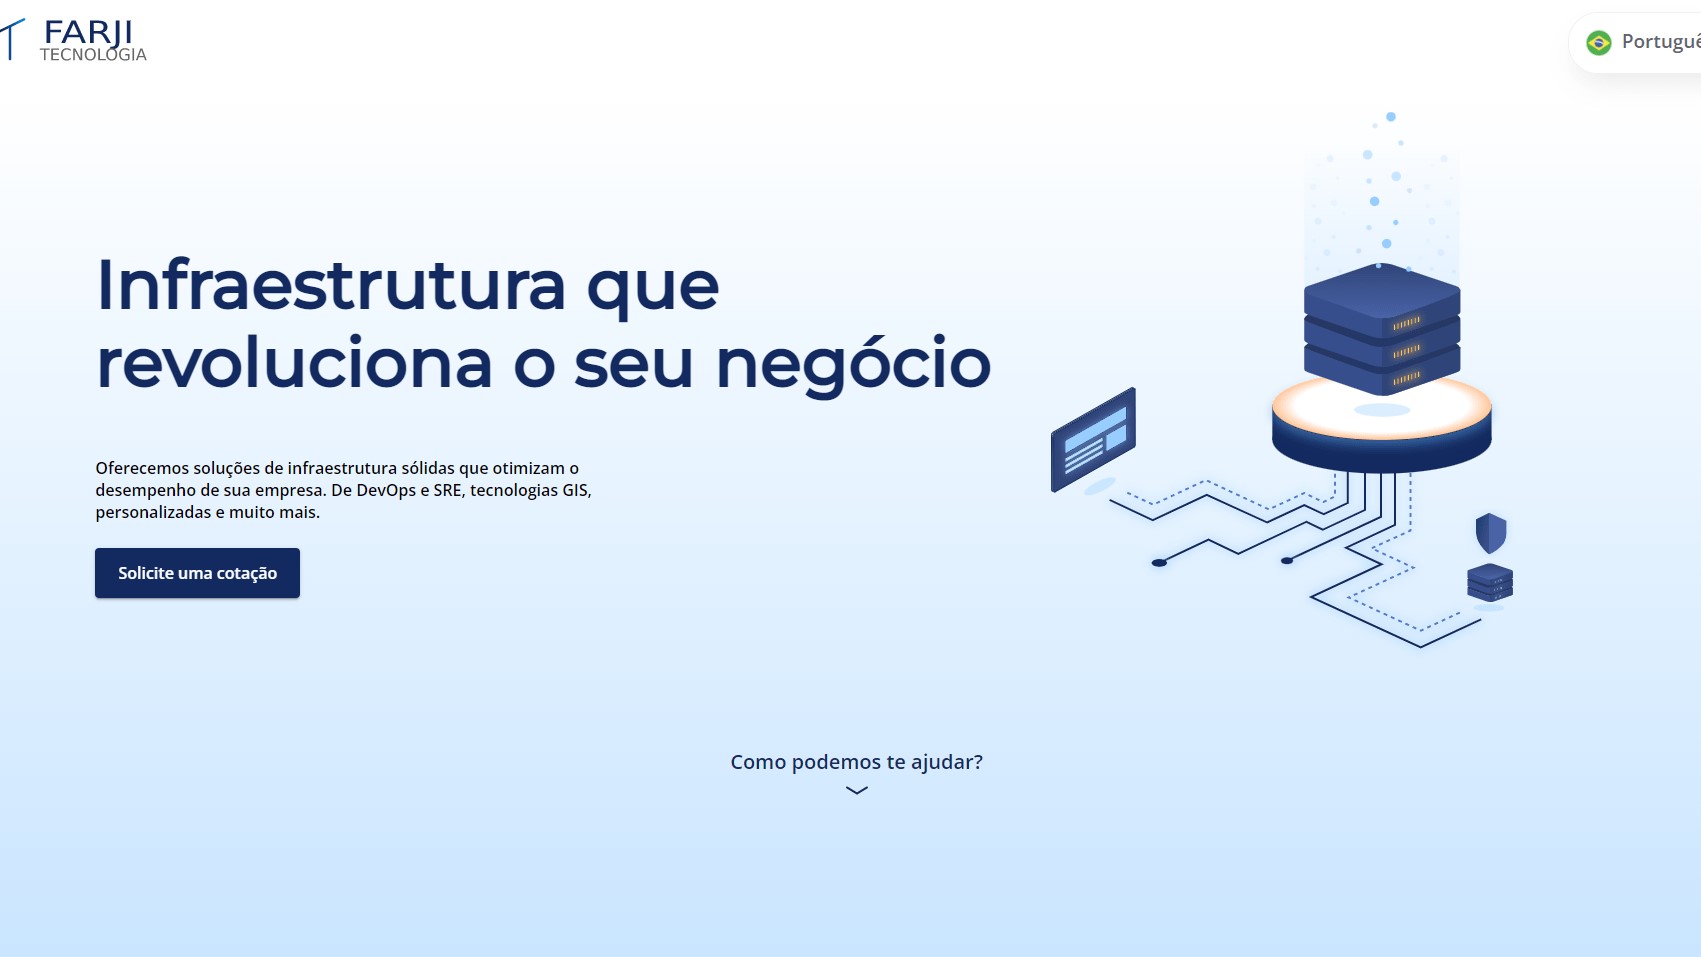 FARJI
TECNOLOGIA
Infraestrutura que
revoluciona o seu negócio
Oferecemos soluções de infraestrutura sólidas que otimizam o
desempenho de sua empresa. De DevOps e SRE, tecnologias GIS,
personalizadas e muito mais.
Solicite uma cotação
Como podemos te ajudar?